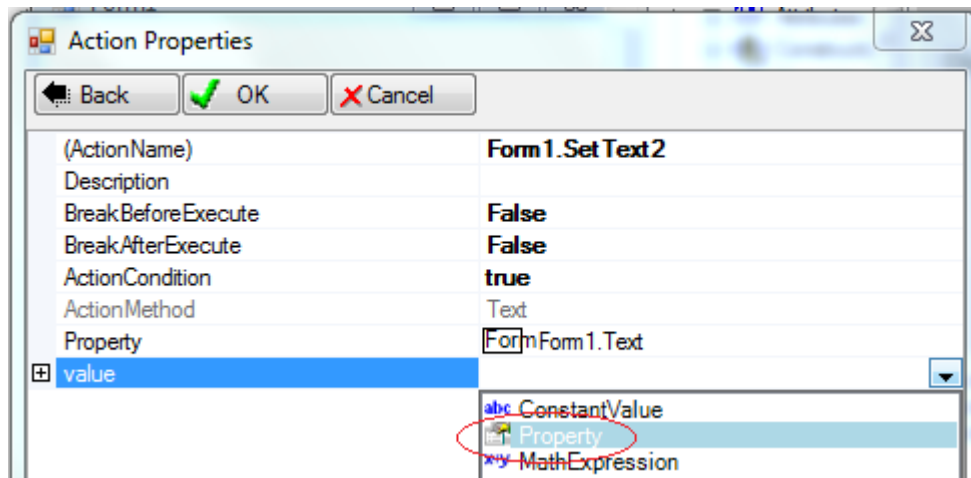 Action Properties
Back OK Cancel
(ActionName) Form1.SetText2
Description
BreakBeforeExecute False
BreakAfterExecute False
ActionCondition true
ActionMethod Text
Property Form Form1.Text
value
abc ConstantValue
Property
x+y MathExpression